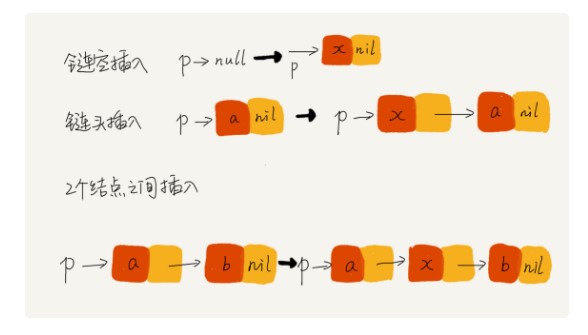 链空插入 p → null → p → x nil
链头插入 p → a nil → p → x → a nil
2个结点之间插入
p → a → b nil → p → a → x → b nil